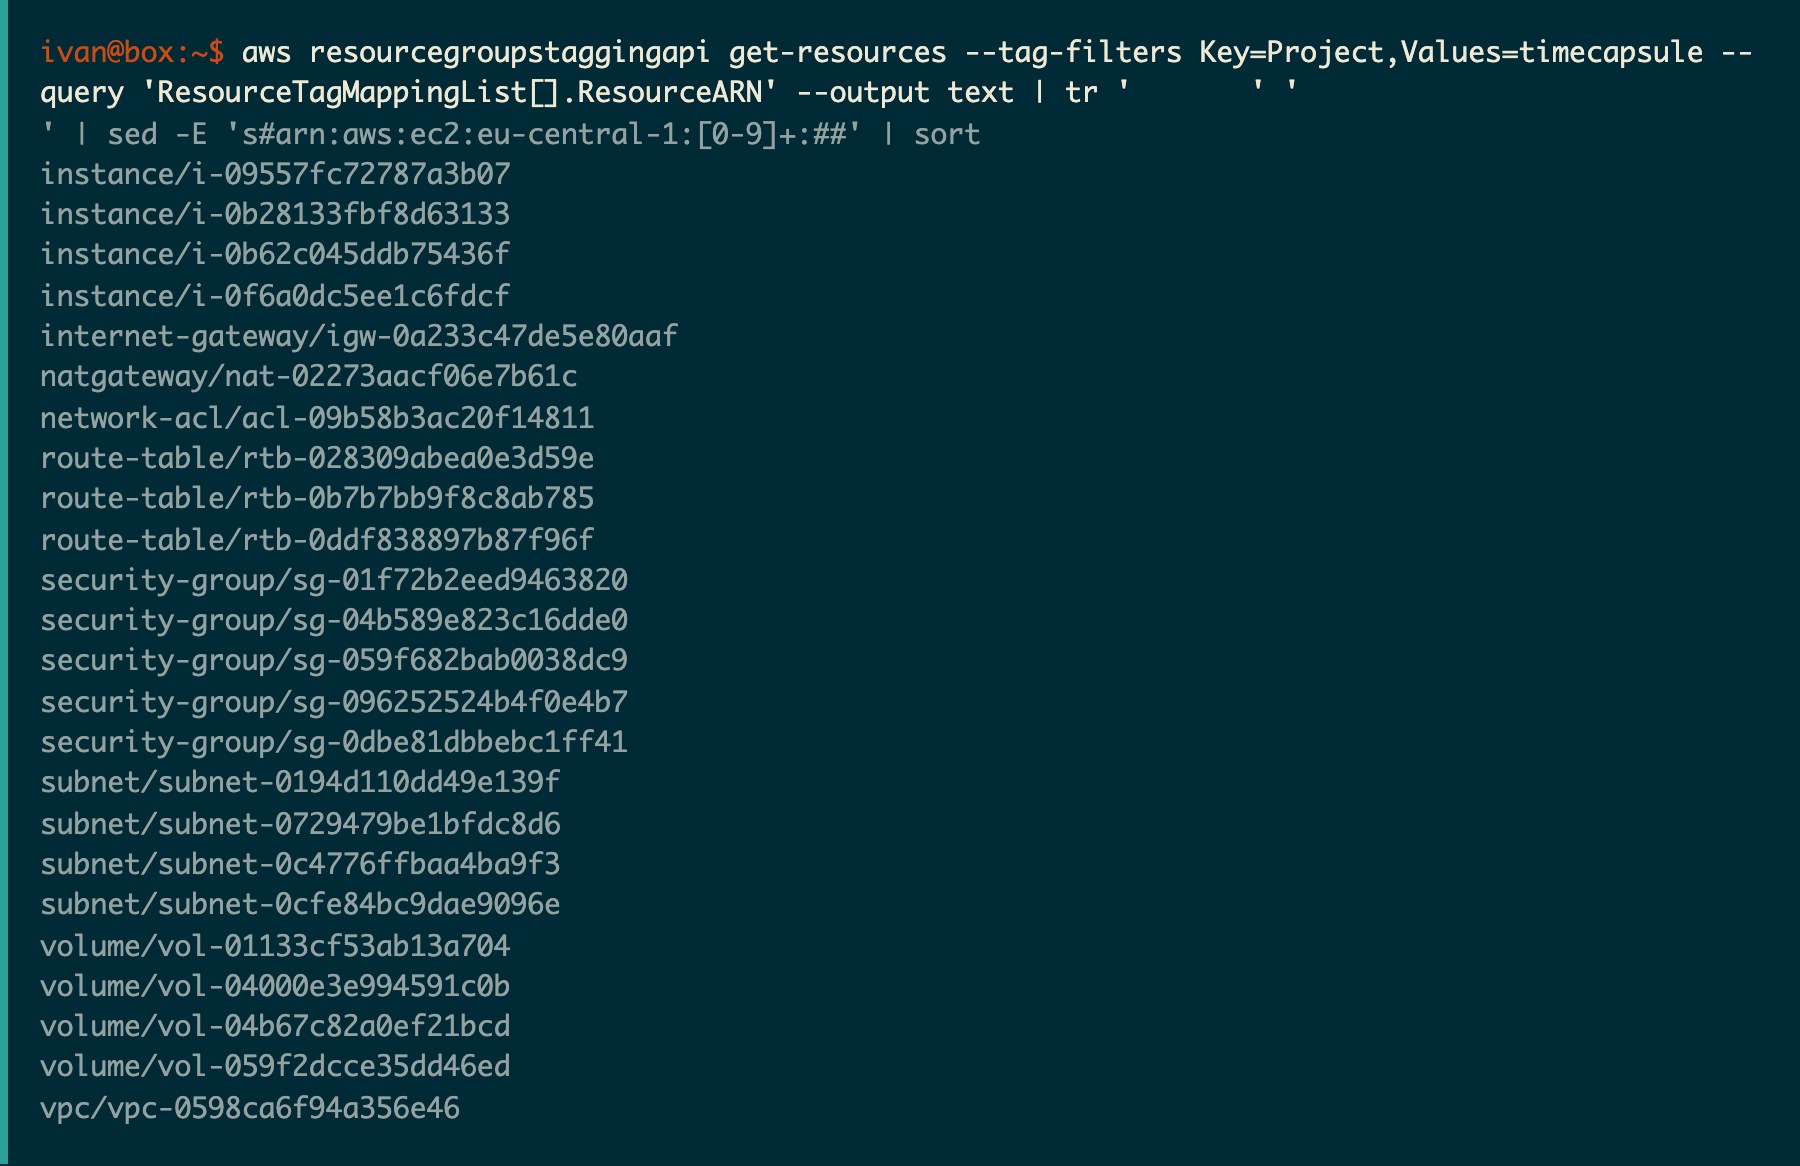 ivan@box:~$ aws resourcegroupstaggingapi get-resources --tag-filters Key=Project,Values=timecapsule --
query 'ResourceTagMappingList[].ResourceARN' --output text | tr '       ' '
' | sed -E 's#arn:aws:ec2:eu-central-1:[0-9]+:##' | sort
instance/i-09557fc72787a3b07
instance/i-0b28133fbf8d63133
instance/i-0b62c045ddb75436f
instance/i-0f6a0dc5ee1c6fdcf
internet-gateway/igw-0a233c47de5e80aaf
natgateway/nat-02273aacf06e7b61c
network-acl/acl-09b58b3ac20f14811
route-table/rtb-028309abea0e3d59e
route-table/rtb-0b7b7bb9f8c8ab785
route-table/rtb-0ddf838897b87f96f
security-group/sg-01f72b2eed9463820
security-group/sg-04b589e823c16dde0
security-group/sg-059f682bab0038dc9
security-group/sg-096252524b4f0e4b7
security-group/sg-0dbe81dbbebc1ff41
subnet/subnet-0194d110dd49e139f
subnet/subnet-0729479be1bfdc8d6
subnet/subnet-0c4776ffbaa4ba9f3
subnet/subnet-0cfe84bc9dae9096e
volume/vol-01133cf53ab13a704
volume/vol-04000e3e994591c0b
volume/vol-04b67c82a0ef21bcd
volume/vol-059f2dcce35dd46ed
vpc/vpc-0598ca6f94a356e46